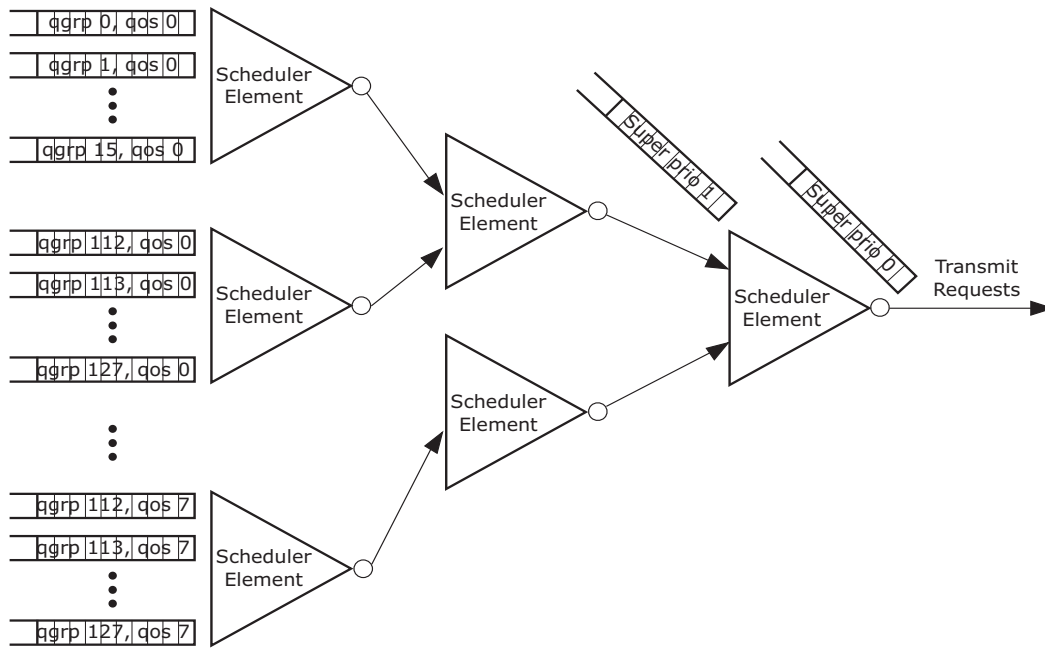 qgrp 0, qos 0
qgrp 1, qos 0
qgrp 15, qos 0
Scheduler
Element
qgrp 112, qos 0
qgrp 113, qos 0
qgrp 127, qos 0
Scheduler
Element
qgrp 112, qos 7
qgrp 113, qos 7
qgrp 127, qos 7
Scheduler
Element
Scheduler
Element
Scheduler
Element
Super prio 1
Super prio 0
Scheduler
Element
Transmit
Requests